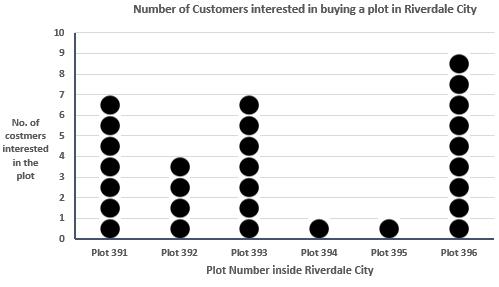 Number of Customers interested in buying a plot in Riverdale City
10
9
8
7
6
5
4
3
2
1
0
No. of
costmers
interested
in the
plot
Plot 391 Plot 392 Plot 393 Plot 394 Plot 395 Plot 396
Plot Number inside Riverdale City